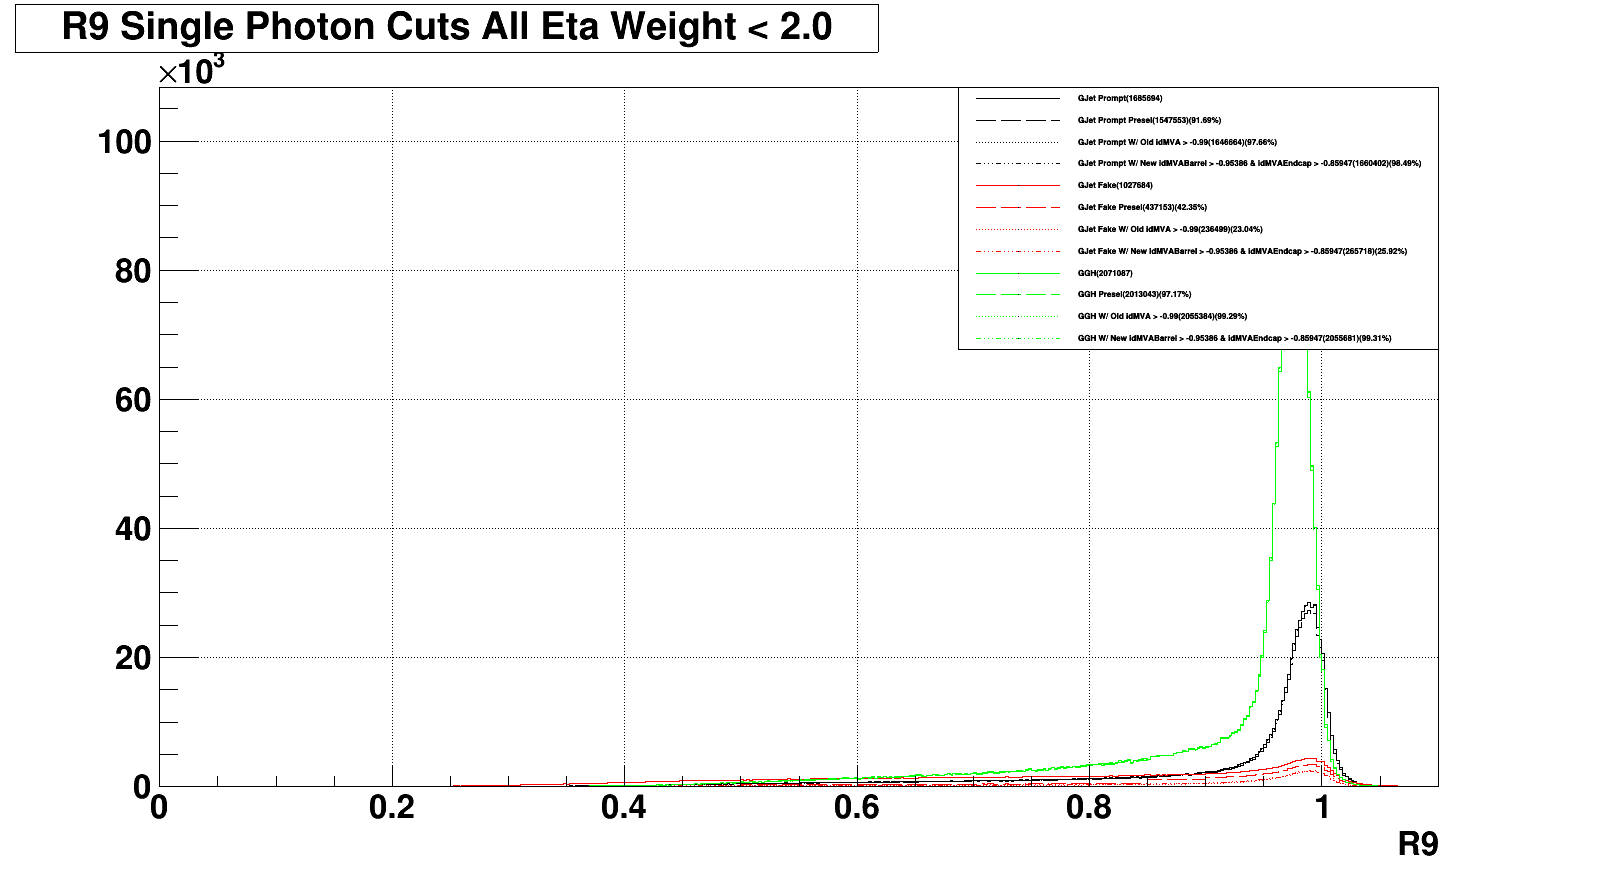 R9 Single Photon Cuts All Eta Weight < 2.0
×10³
GJet Prompt(1685694)
GJet Prompt Presel(1547553)(91.69%)
GJet Prompt W/ Old idMVA > -0.99(1646664)(97.66%)
GJet Prompt W/ New idMVABarrel > -0.95386 & idMVAEndcap > -0.85947(1660402)(98.49%)
GJet Fake(1027684)
GJet Fake Presel(437153)(42.35%)
GJet Fake W/ Old idMVA > -0.99(236499)(23.04%)
GJet Fake W/ New idMVABarrel > -0.95386 & idMVAEndcap > -0.85947(265718)(25.92%)
GGH(2071087)
GGH Presel(2013043)(97.17%)
GGH W/ Old idMVA > -0.99(2055384)(99.29%)
GGH W/ New idMVABarrel > -0.95386 & idMVAEndcap > -0.85947(2055681)(99.31%)
100
80
60
40
20
0
0 0.2 0.4 0.6 0.8 1
R9